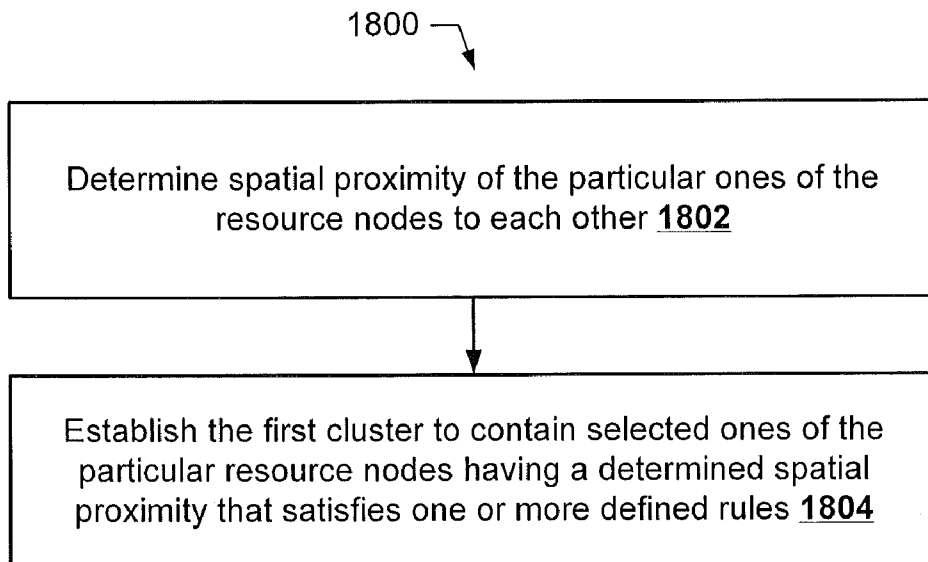 1800
Determine spatial proximity of the particular ones of the
resource nodes to each other 1802
Establish the first cluster to contain selected ones of the
particular resource nodes having a determined spatial
proximity that satisfies one or more defined rules 1804